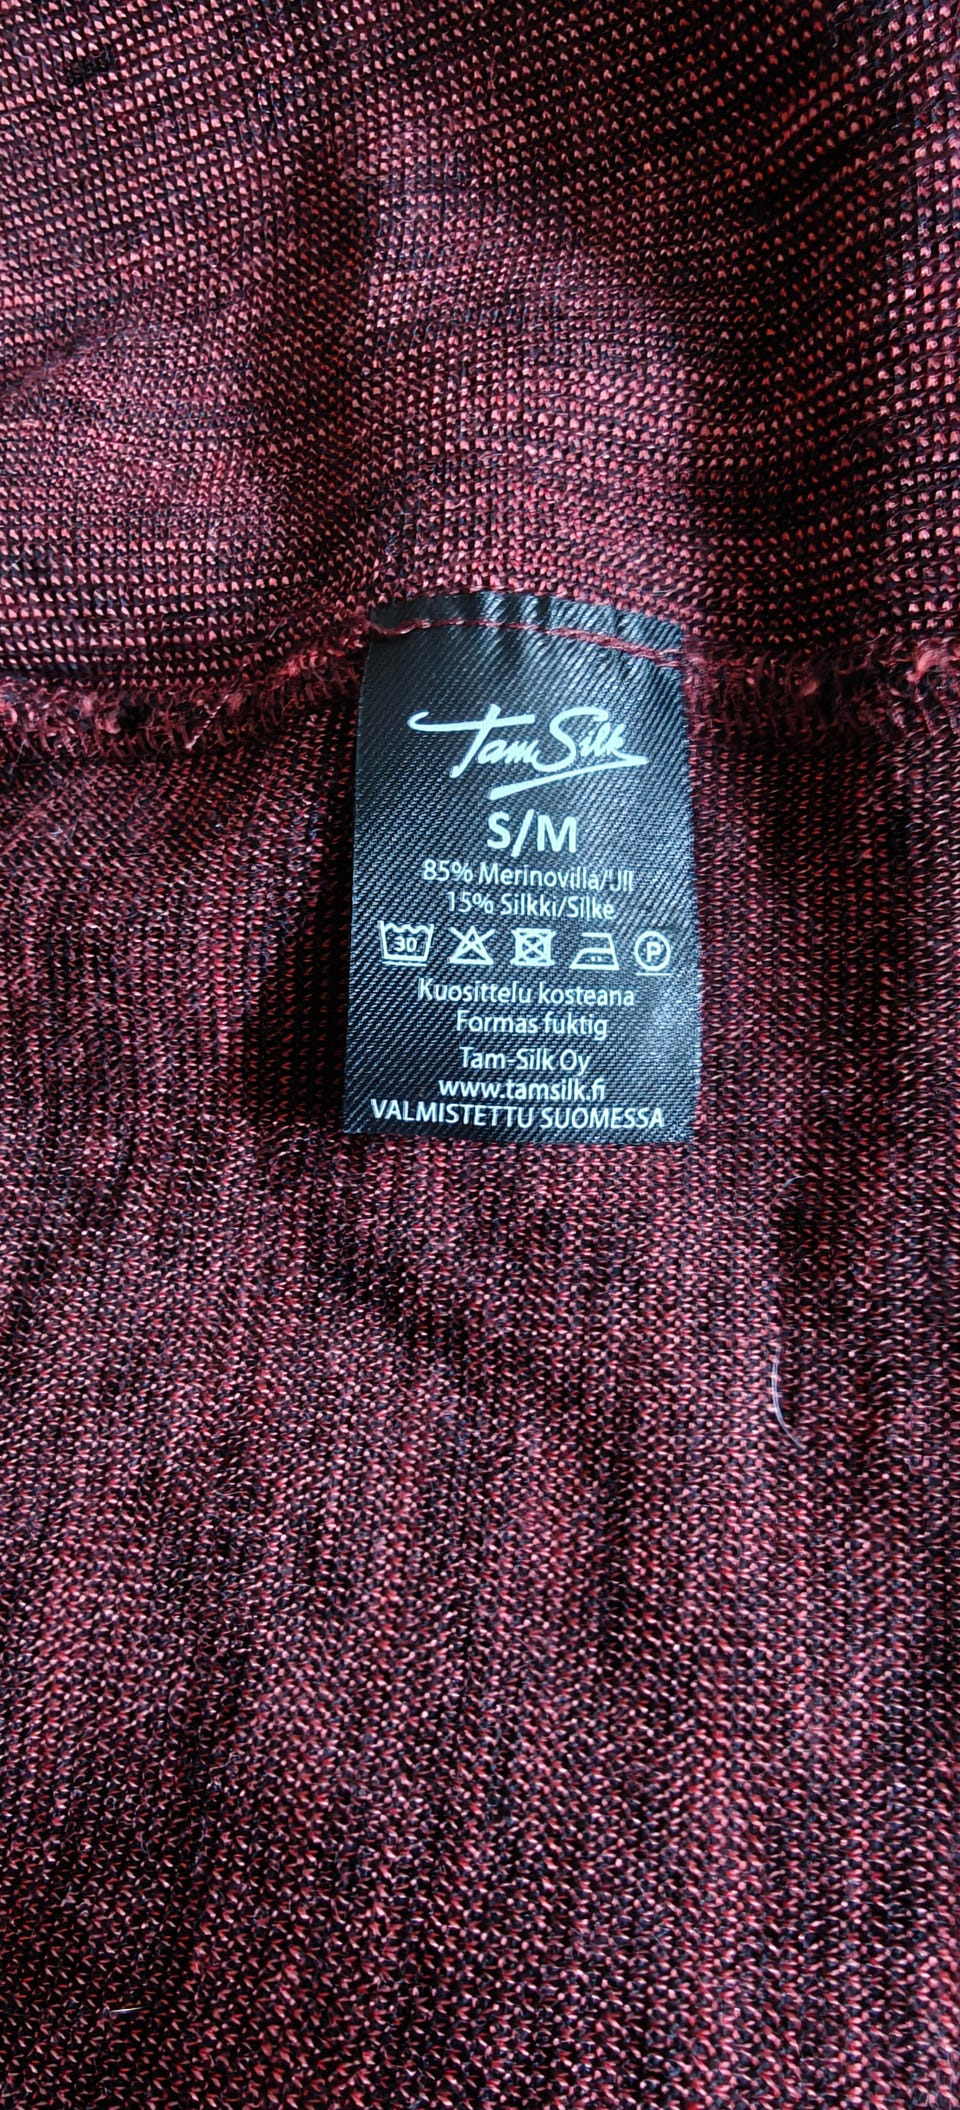 Tam Silk
S/M
85% Merinovilla/Ull
15% Silkki/Silke
30 P
Kuosittelu kosteana
Formas fuktig
Tam-Silk Oy
www.tamsilk.fi
VALMISTETTU SUOMESSA